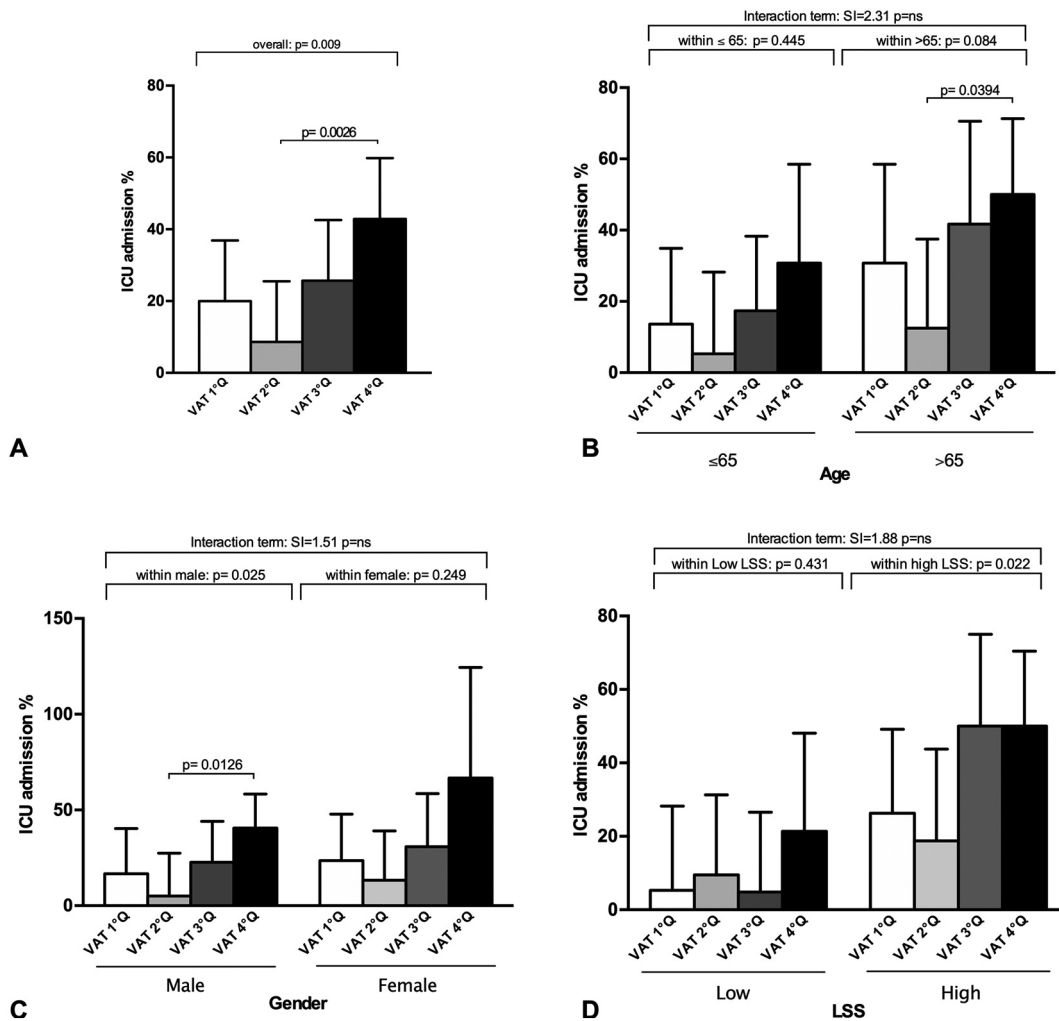 overall: p= 0.009
p= 0.0026
ICU admission %
80
60
40
20
0
VAT 1°Q
VAT 2°Q
VAT 3°Q
VAT 4°Q
A
Interaction term: SI=2.31 p=ns
within ≤ 65: p= 0.445
within >65: p= 0.084
p= 0.0394
ICU admission %
80
60
40
20
0
VAT 1°Q
VAT 2°Q
VAT 3°Q
VAT 4°Q
VAT 1°Q
VAT 2°Q
VAT 3°Q
VAT 4°Q
≤65
>65
Age
B
Interaction term: SI=1.51 p=ns
within male: p= 0.025
within female: p= 0.249
p= 0.0126
ICU admission %
150
100
50
0
VAT 1°Q
VAT 2°Q
VAT 3°Q
VAT 4°Q
VAT 1°Q
VAT 2°Q
VAT 3°Q
VAT 4°Q
Male
Female
Gender
C
Interaction term: SI=1.88 p=ns
within Low LSS: p= 0.431
within high LSS: p= 0.022
ICU admission %
80
60
40
20
0
VAT 1°Q
VAT 2°Q
VAT 3°Q
VAT 4°Q
VAT 1°Q
VAT 2°Q
VAT 3°Q
VAT 4°Q
Low
High
LSS
D